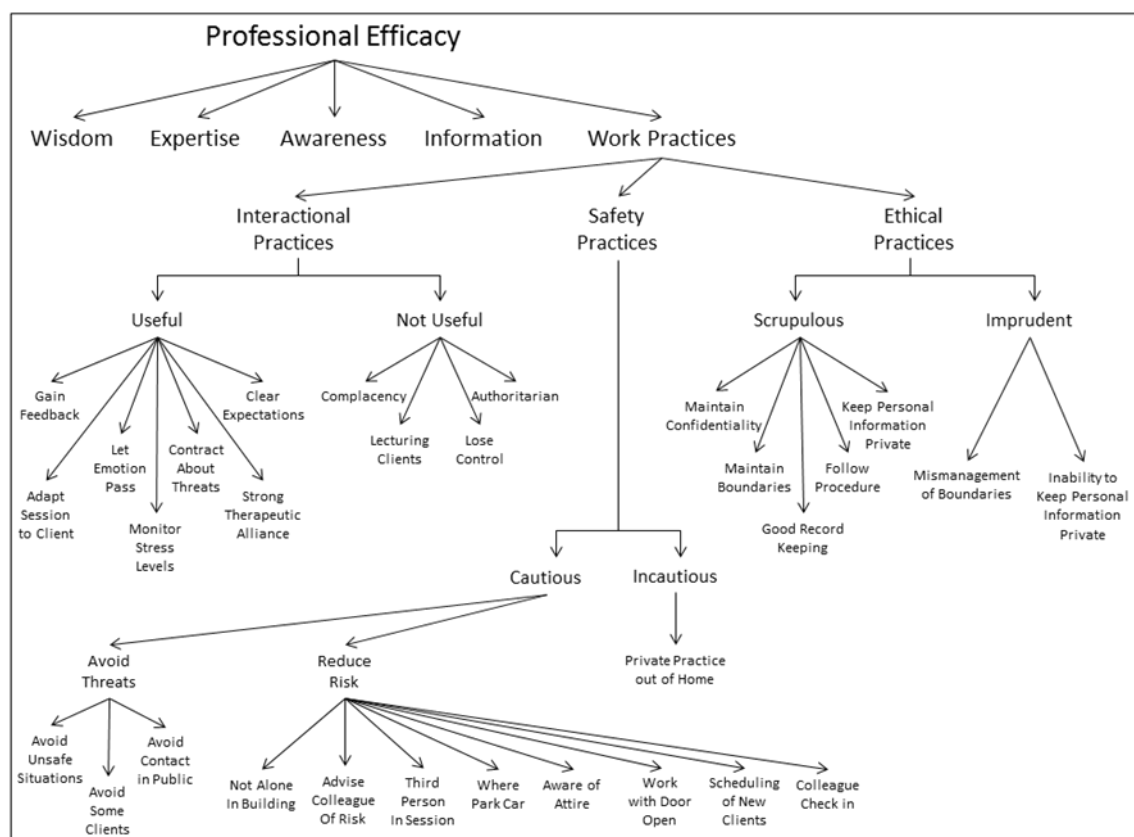 Professional Efficacy
Wisdom
Expertise
Awareness
Information
Work Practices
Interactional
Practices
Safety
Practices
Ethical
Practices
Useful
Not Useful
Scrupulous
Imprudent
Gain
Feedback
Clear
Expectations
Complacency
Authoritarian
Maintain
Confidentiality
Keep Personal
Information
Private
Let
Emotion
Pass
Contract
About
Threats
Lecturing
Clients
Lose
Control
Maintain
Boundaries
Follow
Procedure
Mismanagement
of Boundaries
Inability to
Keep Personal
Information
Private
Adapt
Session
to Client
Strong
Therapeutic
Alliance
Monitor
Stress
Levels
Good Record
Keeping
Cautious
Incautious
Avoid
Threats
Reduce
Risk
Private Practice
out of Home
Avoid
Unsafe
Situations
Avoid
Contact
in Public
Avoid
Some
Clients
Not Alone
In Building
Advise
Colleague
Of Risk
Third
Person
In Session
Where
Park Car
Aware of
Attire
Work
with Door
Open
Scheduling
of New
Clients
Colleague
Check in